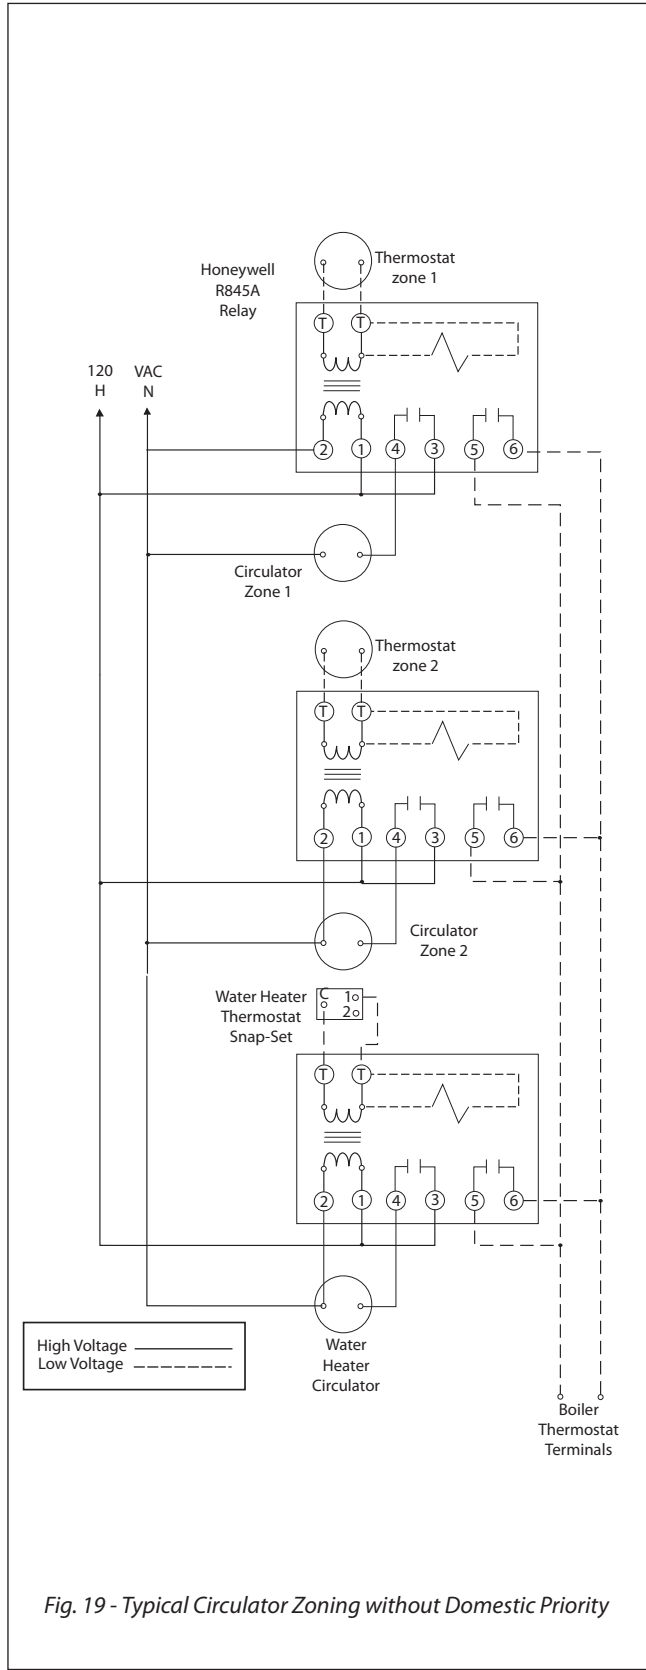 Thermostat
zone 1
Honeywell
R845A
Relay
T T
120 VAC
H N
2 1 4 3 5 6
Circulator
Zone 1
Thermostat
zone 2
T T
2 1 4 3 5 6
Circulator
Zone 2
Water Heater
Thermostat
Snap-Set
C 1
2
T T
2 1 4 3 5 6
High Voltage
Low Voltage
Water
Heater
Circulator
Boiler
Thermostat
Terminals
Fig. 19 - Typical Circulator Zoning without Domestic Priority